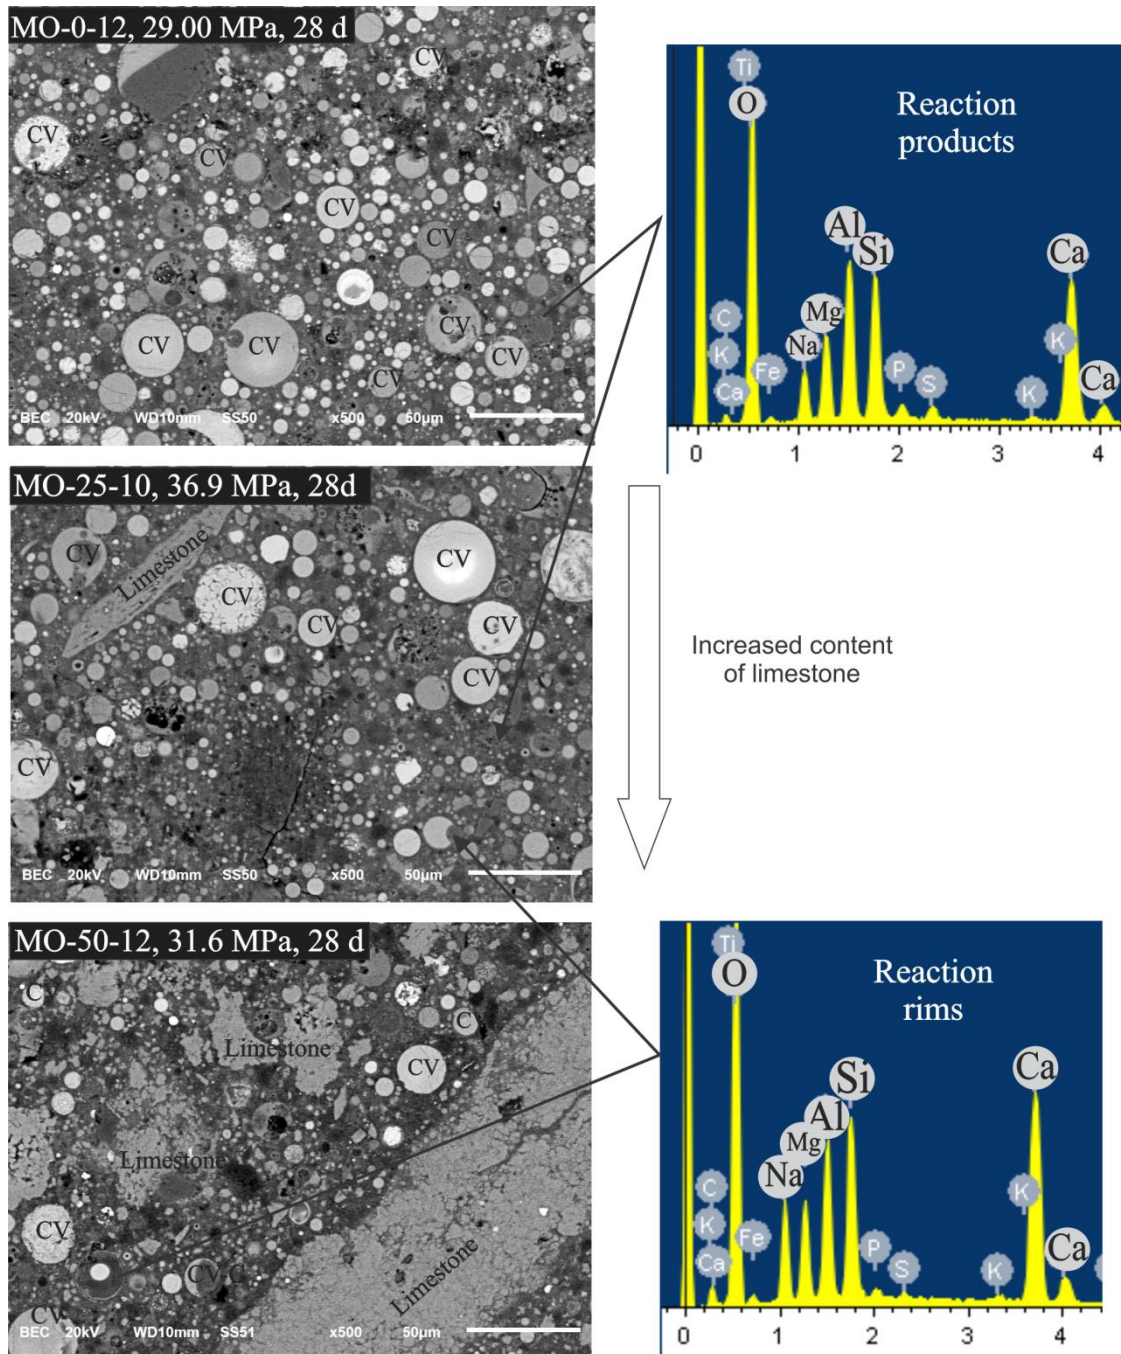 MO-0-12, 29.00 MPa, 28 d
CV
CV
CV
CV
CV
CV
CV
CV
CV
CV
BEC 20kV WD10mm SS50 x500 50µm
Reaction
products
Ti
O
Al
Si
Ca
Mg
Na
C
K
Ca
Fe
P
S
K
K
Ca
0 1 2 3 4
MO-25-10, 36.9 MPa, 28d
CV
Limestone
CV
CV
CV
CV
CV
CV
BEC 20kV WD10mm SS50 x500 50µm
Increased content
of limestone
MO-50-12, 31.6 MPa, 28 d
CV
C
Limestone
CV
Limestone
CV
CV C
Limestone
CV
BEC 20kV WD10mm SS51 x500 50µm
Reaction
rims
Ti
O
Si
Ca
Al
Mg
Na
C
K
Ca
Fe
P
S
K
K
Ca
0 1 2 3 4